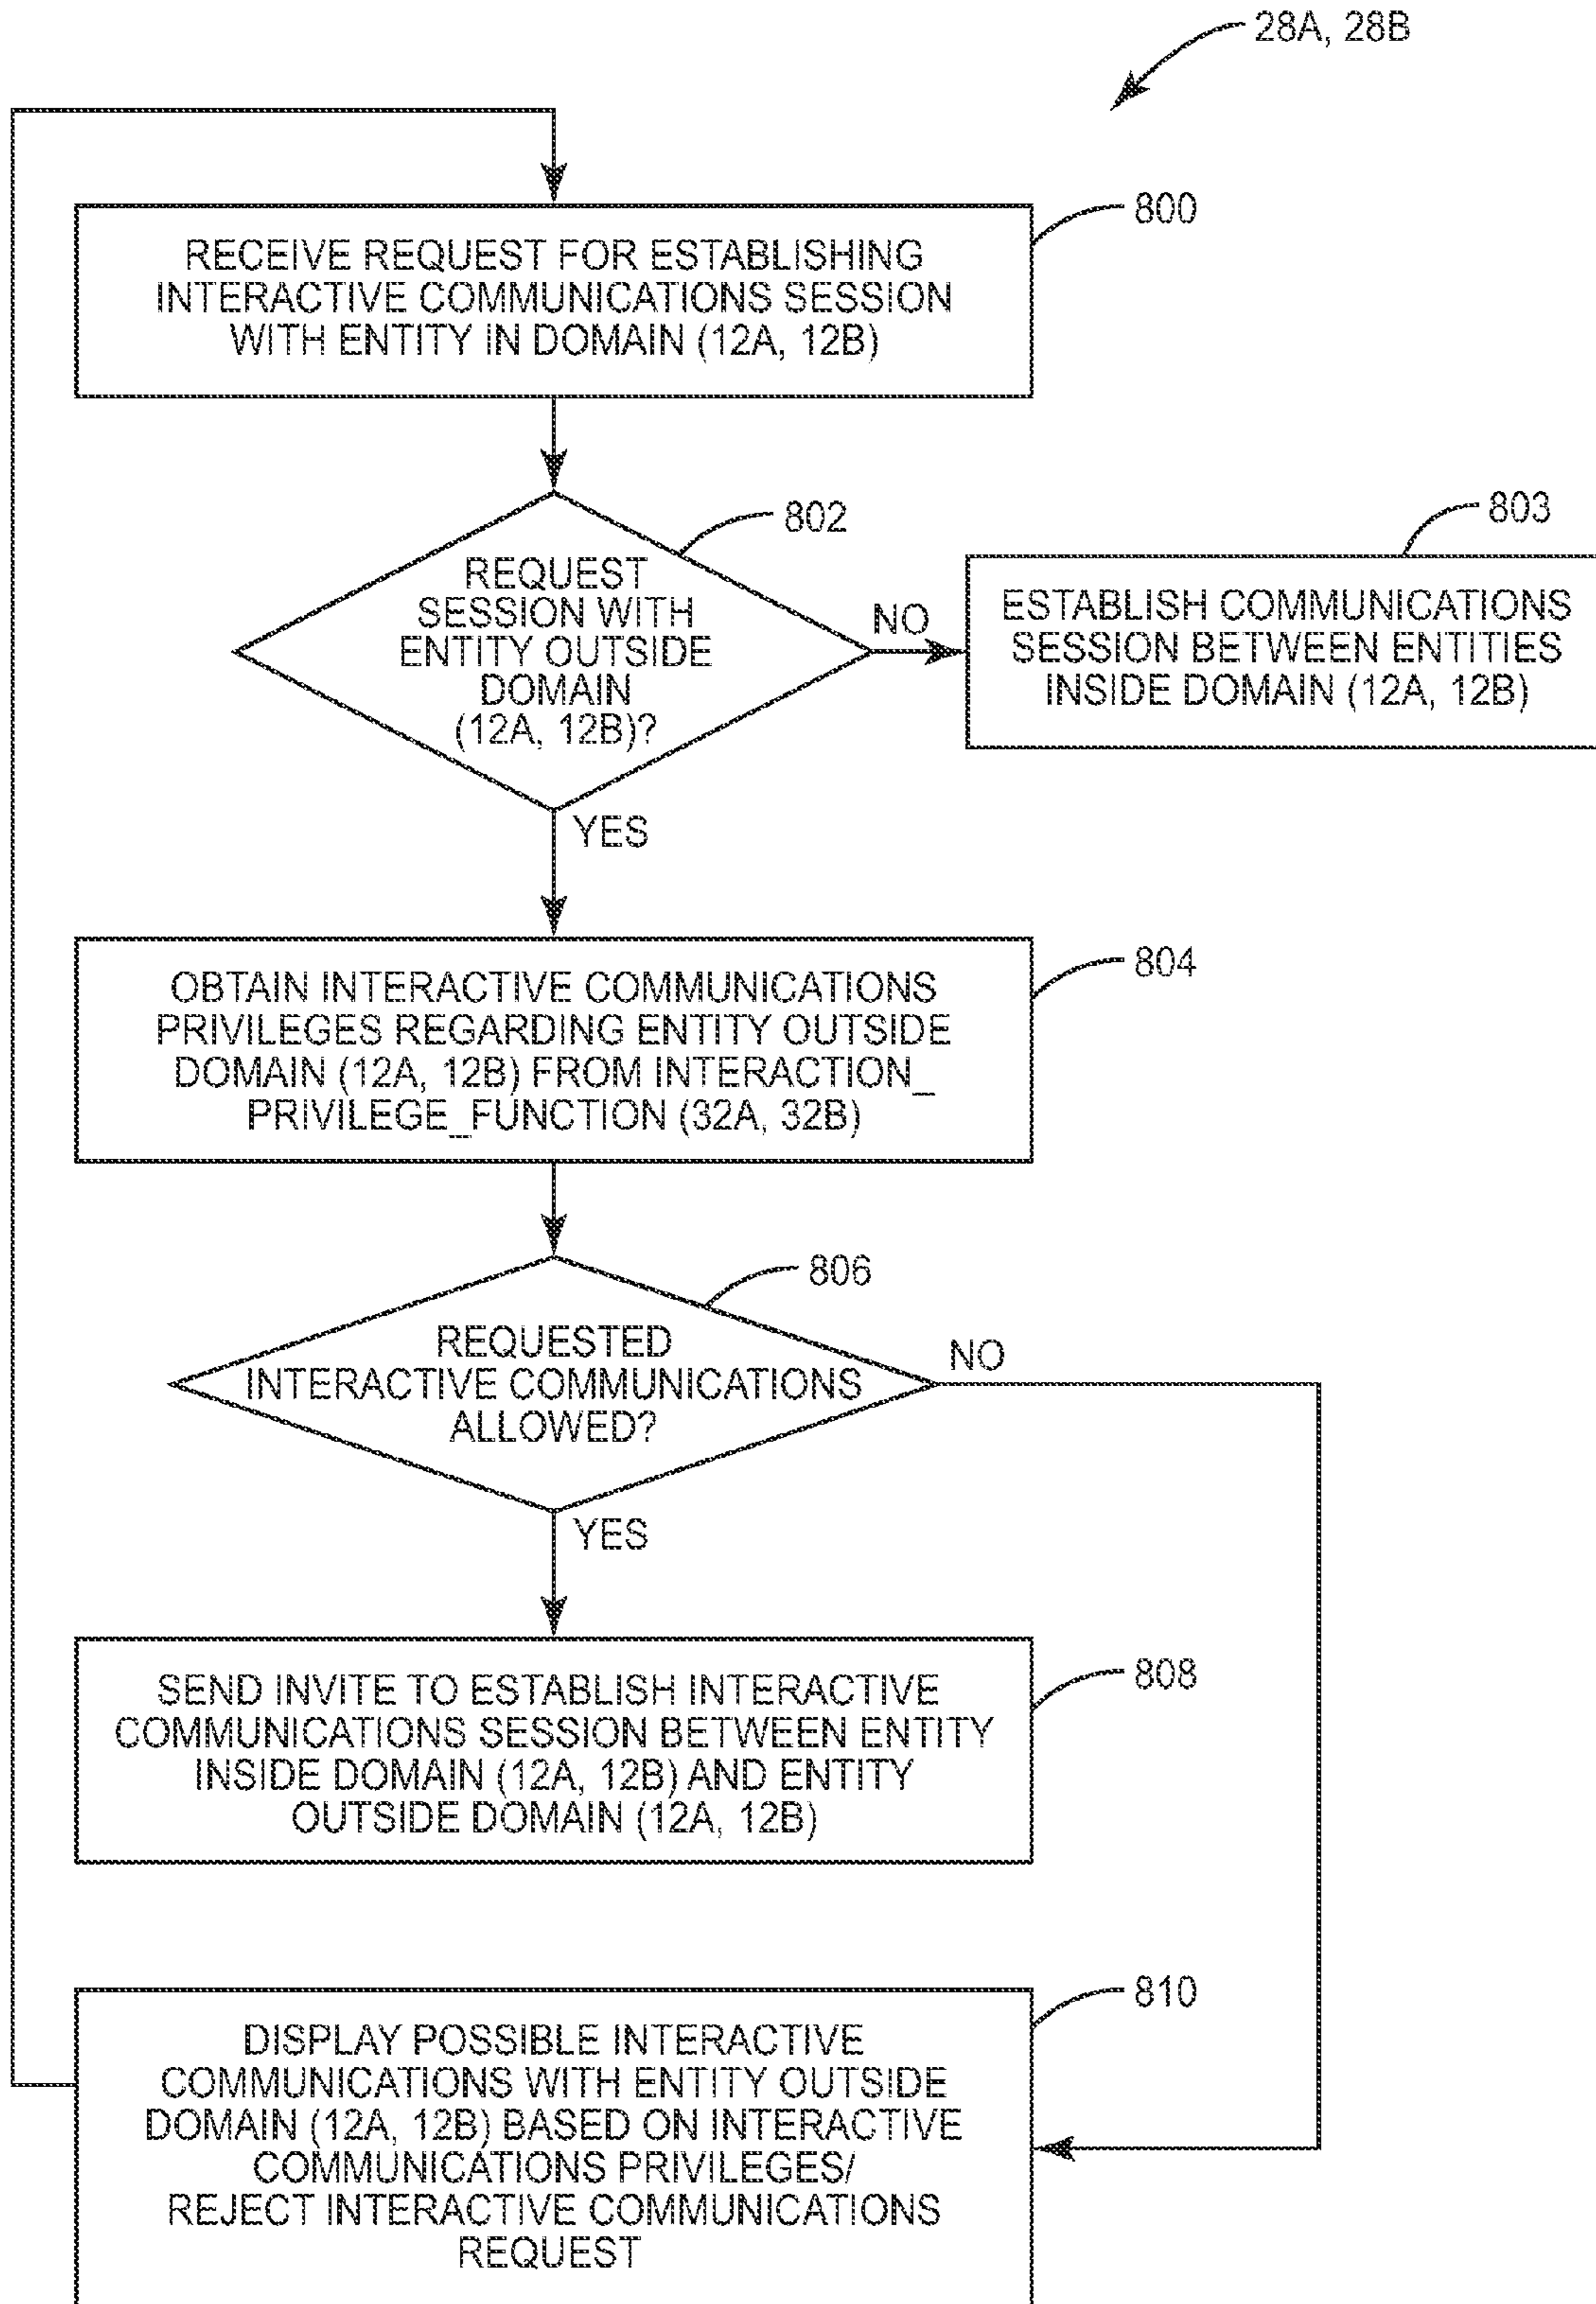 28A, 28B
800
RECEIVE REQUEST FOR ESTABLISHING
INTERACTIVE COMMUNICATIONS SESSION
WITH ENTITY IN DOMAIN (12A, 12B)
802
REQUEST
SESSION WITH
ENTITY OUTSIDE
DOMAIN
(12A, 12B)?
NO
803
ESTABLISH COMMUNICATIONS
SESSION BETWEEN ENTITIES
INSIDE DOMAIN (12A, 12B)
YES
804
OBTAIN INTERACTIVE COMMUNICATIONS
PRIVILEGES REGARDING ENTITY OUTSIDE
DOMAIN (12A, 12B) FROM INTERACTION_
PRIVILEGE_FUNCTION (32A, 32B)
806
REQUESTED
INTERACTIVE COMMUNICATIONS
ALLOWED?
NO
YES
808
SEND INVITE TO ESTABLISH INTERACTIVE
COMMUNICATIONS SESSION BETWEEN ENTITY
INSIDE DOMAIN (12A, 12B) AND ENTITY
OUTSIDE DOMAIN (12A, 12B)
810
DISPLAY POSSIBLE INTERACTIVE
COMMUNICATIONS WITH ENTITY OUTSIDE
DOMAIN (12A, 12B) BASED ON INTERACTIVE
COMMUNICATIONS PRIVILEGES/
REJECT INTERACTIVE COMMUNICATIONS
REQUEST